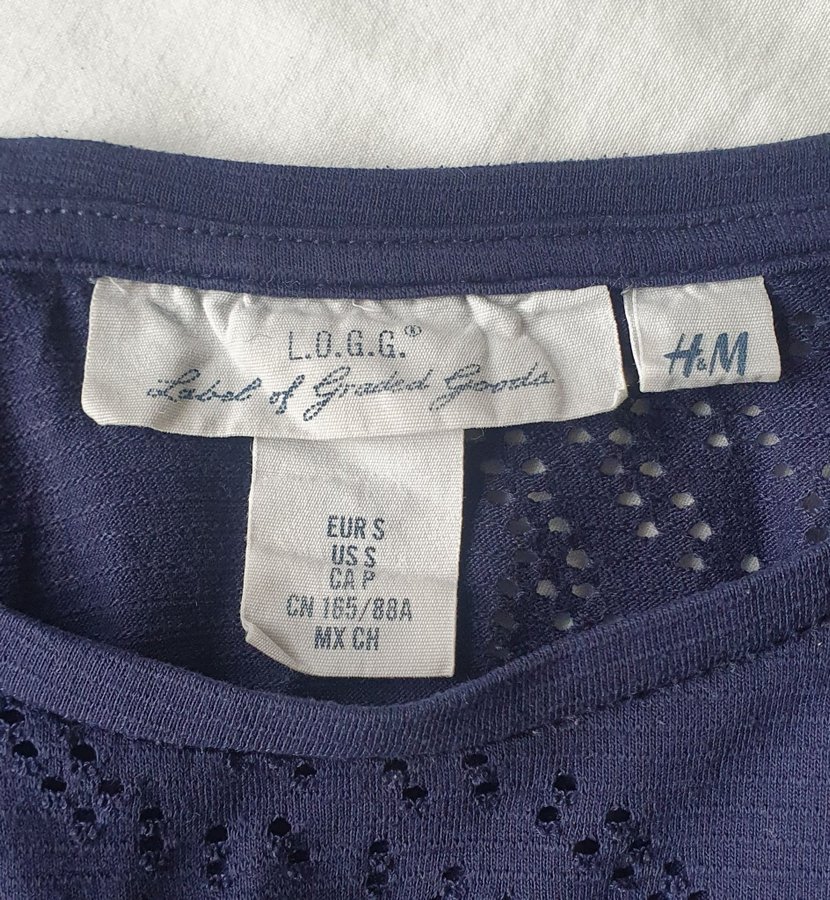 L.O.G.G.®
Label of Graded Goods
H&M
EUR S
US S
CA P
CN 165/88A
MX CH